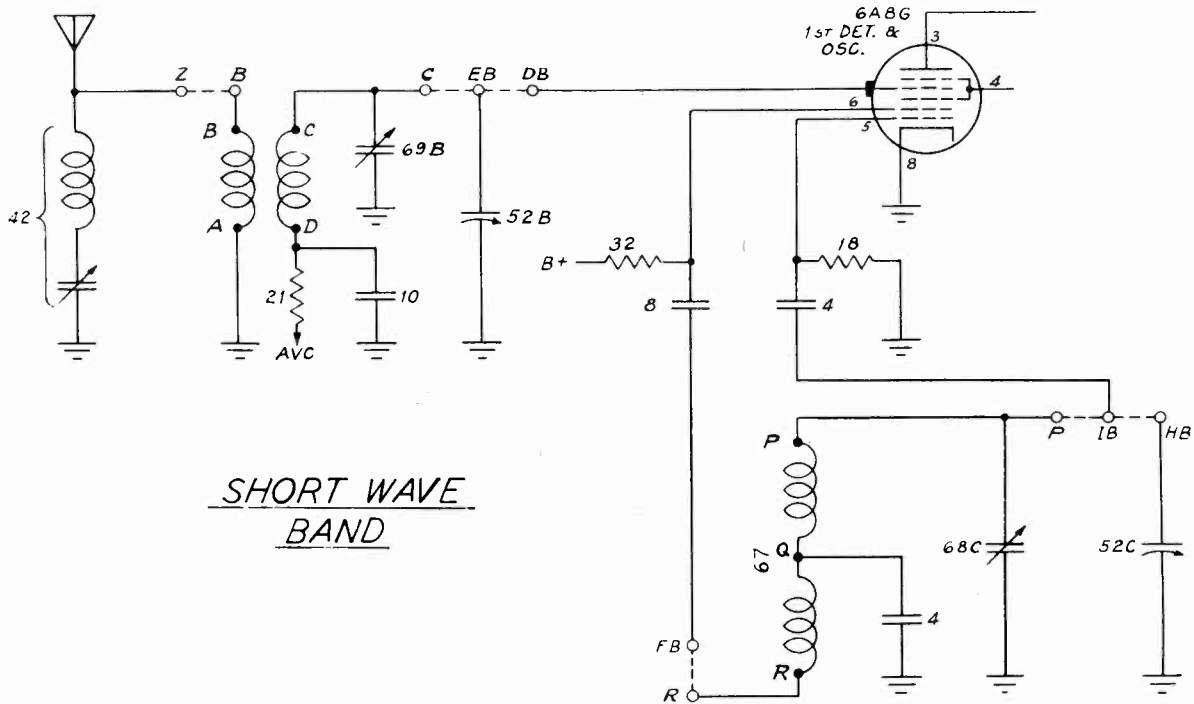 6A8G
1ST DET. &
OSC.
3
4
6
5
8
Z B
C EB DB
B C
69B
42
A D
52B
21 10
AVC
B+ 32
18
8 4
P
P IB HB
SHORT WAVE
BAND
67 Q
68C 52C
4
FB
R
R